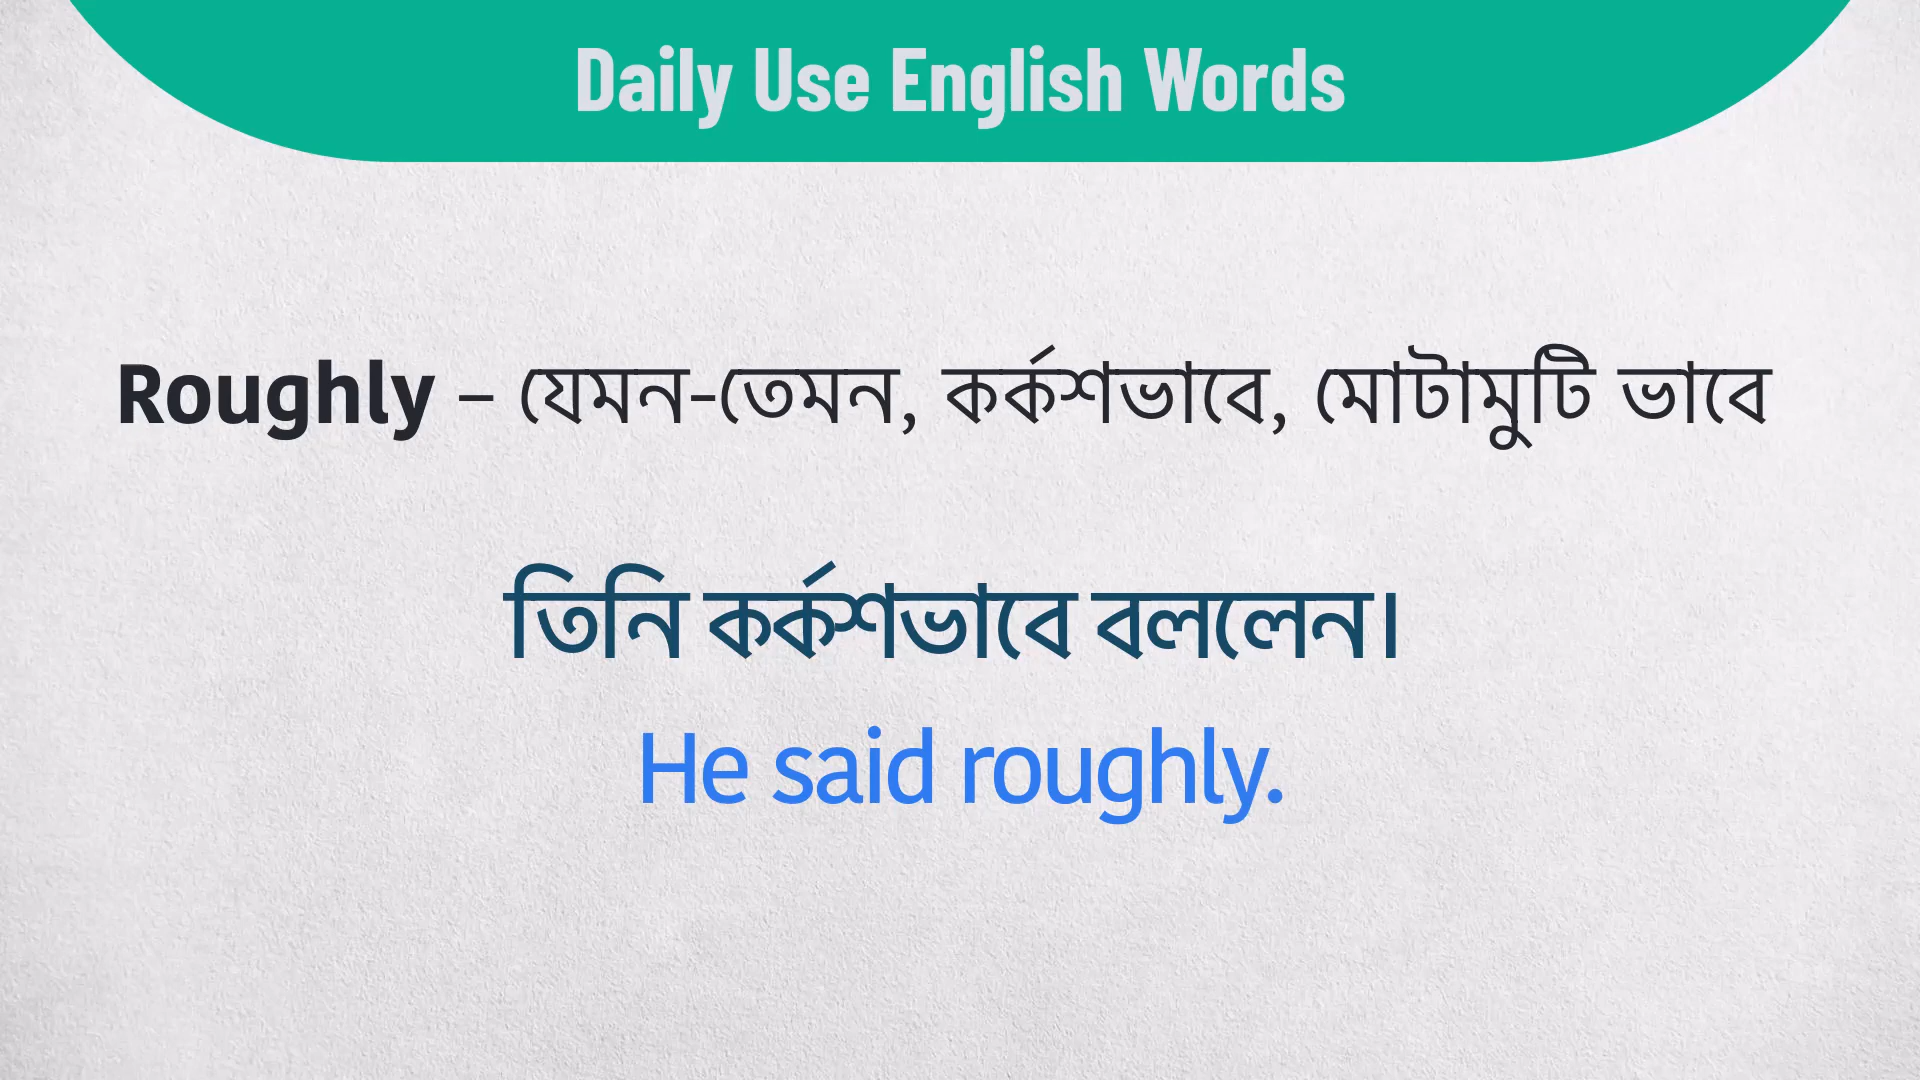 Daily Use English Words
Roughly – যেমন-তেমন, কর্কশভাবে, মোটামুটি ভাবে
তিনি কর্কশভাবে বললেন।
He said roughly.